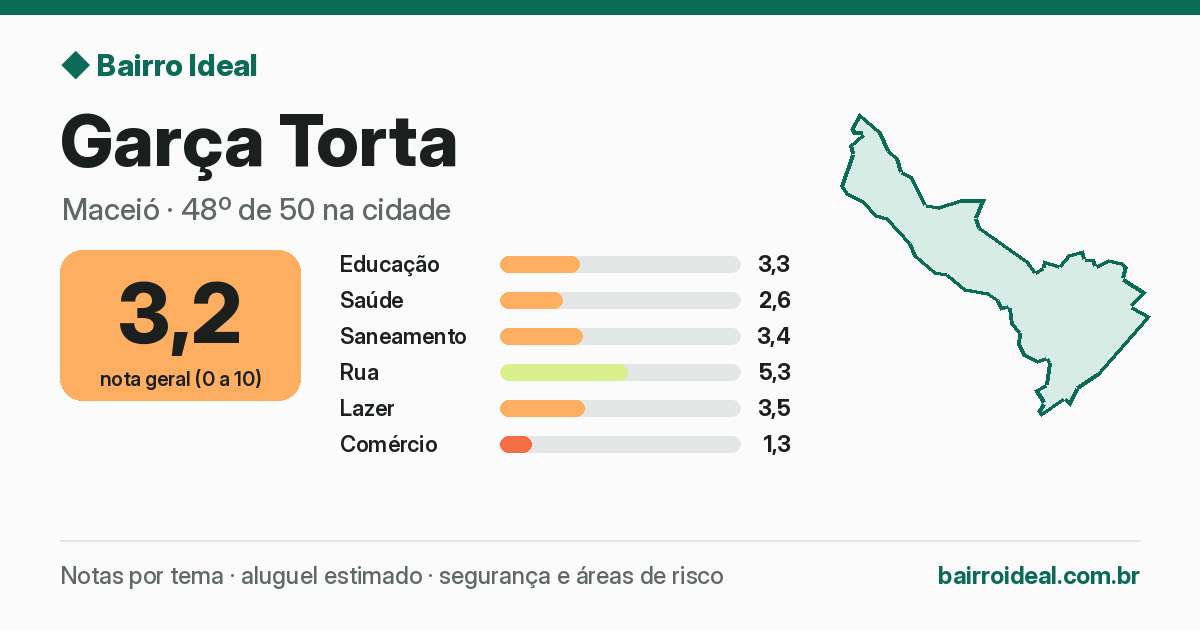 Bairro Ideal
Garça Torta
Maceió · 48º de 50 na cidade
3,2
nota geral (0 a 10)
Educação 3,3
Saúde 2,6
Saneamento 3,4
Rua 5,3
Lazer 3,5
Comércio 1,3
Notas por tema · aluguel estimado · segurança e áreas de risco
bairroideal.com.br